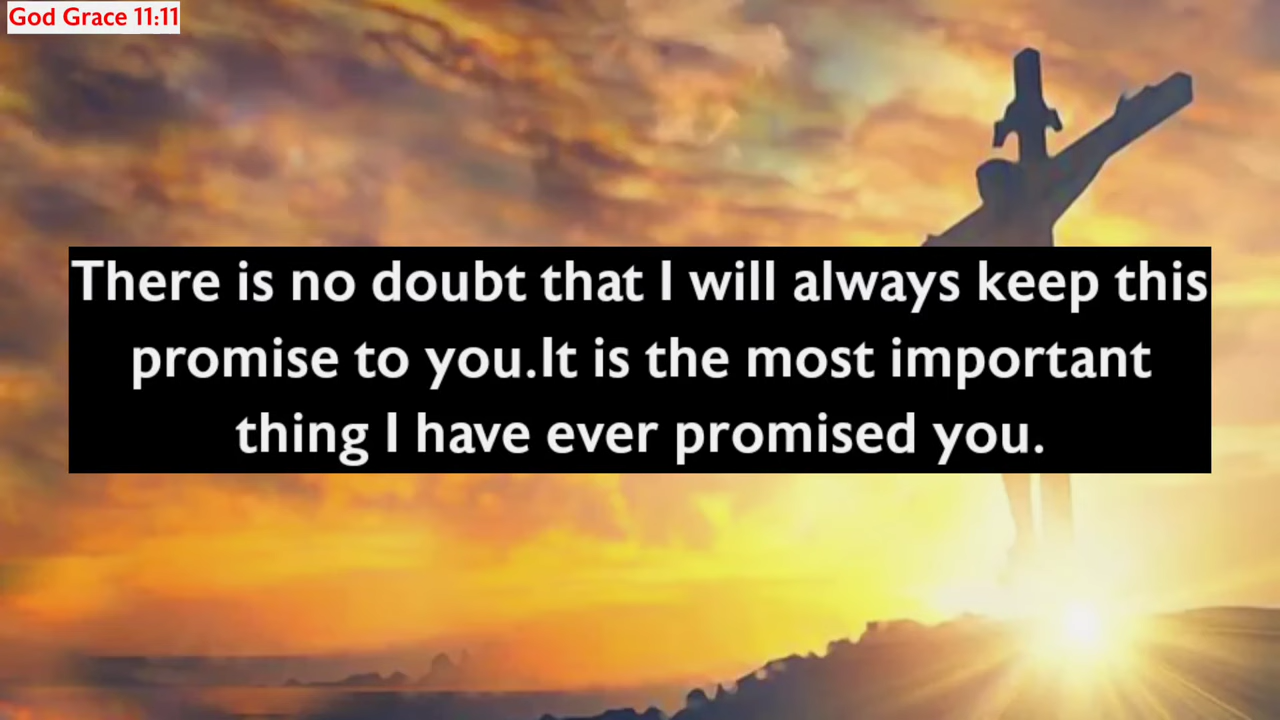 God Grace 11:11
There is no doubt that I will always keep this
promise to you.It is the most important
thing I have ever promised you.